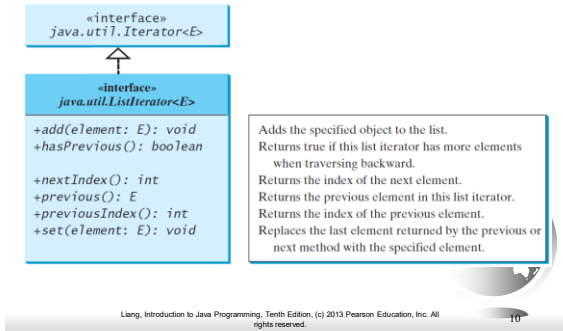 «interface»
java.util.Iterator<E>
«interface»
java.util.ListIterator<E>
+add(element: E): void
+hasPrevious(): boolean
+nextIndex(): int
+previous(): E
+previousIndex(): int
+set(element: E): void
Adds the specified object to the list.
Returns true if this list iterator has more elements
when traversing backward.
Returns the index of the next element.
Returns the previous element in this list iterator.
Returns the index of the previous element.
Replaces the last element returned by the previous or
next method with the specified element.
Liang, Introduction to Java Programming, Tenth Edition, (c) 2013 Pearson Education, Inc. All
rights reserved.
10